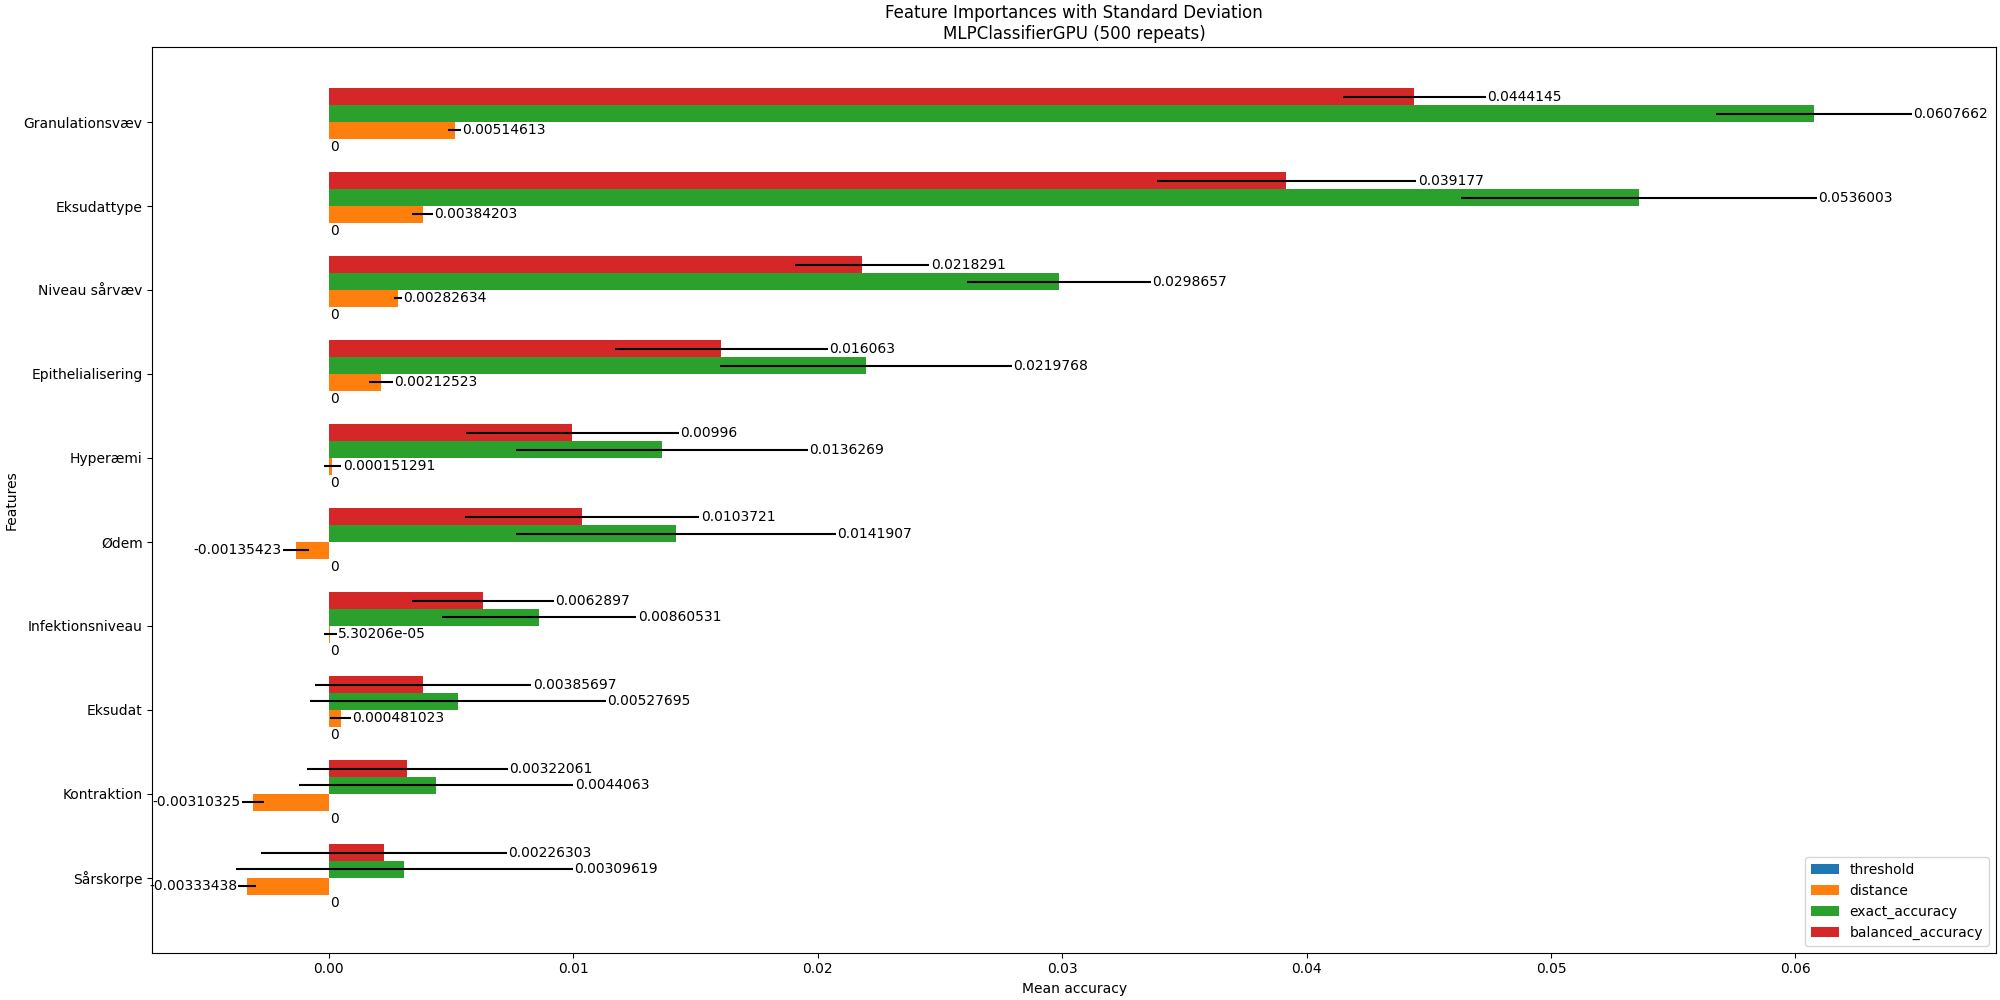 Feature Importances with Standard Deviation
MLPClassifierGPU (500 repeats)
Features
Granulationsvæv
0.0444145
0.0607662
0.00514613
0
Eksudattype
0.039177
0.0536003
0.00384203
0
Niveau sårvæv
0.0218291
0.0298657
0.00282634
0
Epithelialisering
0.016063
0.0219768
0.00212523
0
Hyperæmi
0.00996
0.0136269
0.000151291
0
Ødem
0.0103721
0.0141907
-0.00135423
0
Infektionsniveau
0.0062897
0.00860531
5.30206e-05
0
Eksudat
0.00385697
0.00527695
0.000481023
0
Kontraktion
0.00322061
0.0044063
-0.00310325
0
Sårskorpe
0.00226303
0.00309619
-0.00333438
0
threshold
distance
exact_accuracy
balanced_accuracy
0.00 0.01 0.02 0.03 0.04 0.05 0.06
Mean accuracy